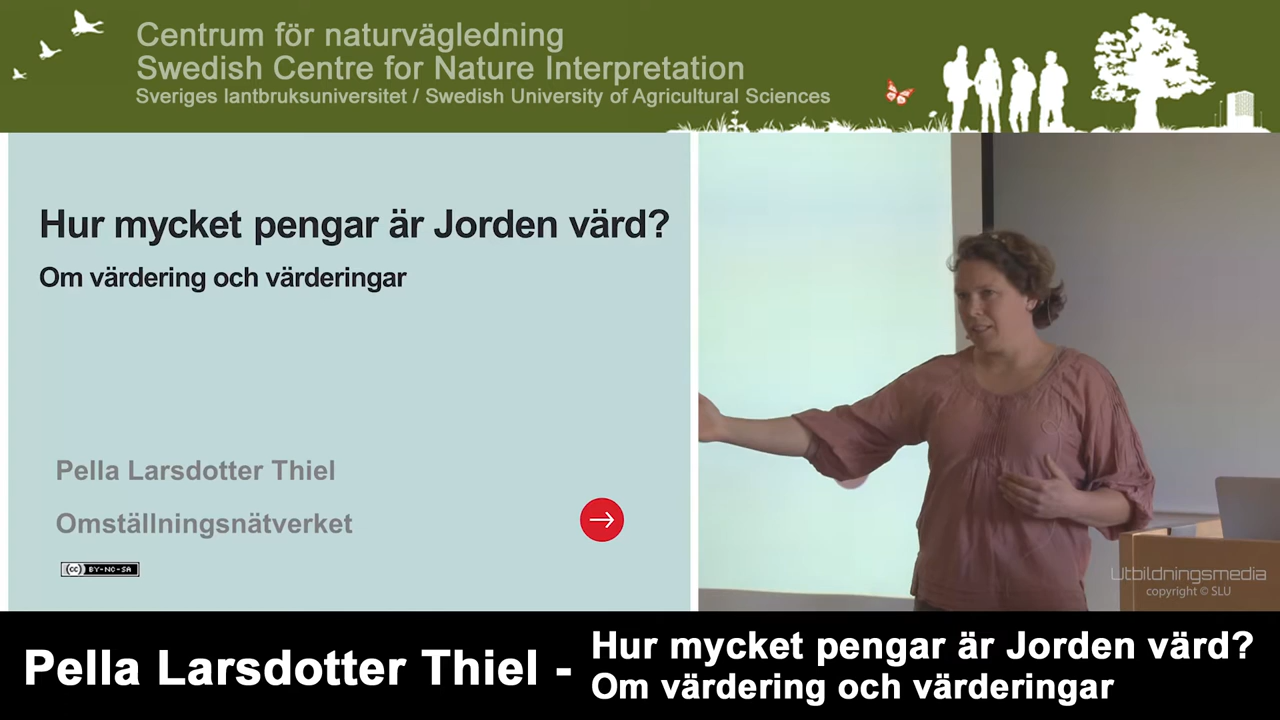 Centrum för naturvägledning
Swedish Centre for Nature Interpretation
Sveriges lantbruksuniversitet / Swedish University of Agricultural Sciences
Hur mycket pengar är Jorden värd?
Om värdering och värderingar
Pella Larsdotter Thiel
Omställningsnätverket
(cc) BY-NC-SA
Utbildningsmedia
copyright © SLU
Pella Larsdotter Thiel -
Hur mycket pengar är Jorden värd?
Om värdering och värderingar